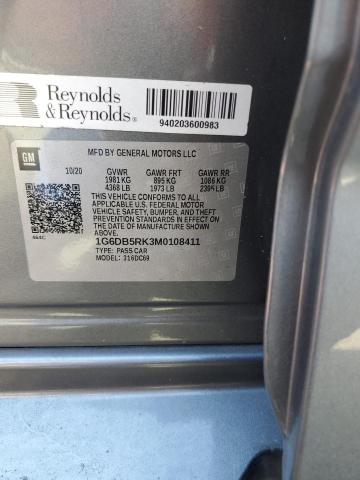 R
Reynolds
& Reynolds®
940203600983
GM
MFD BY GENERAL MOTORS LLC
10/20
GVWR GAWR FRT GAWR RR
1981 KG 895 KG 1086 KG
4368 LB 1973 LB 2395 LB
THIS VEHICLE CONFORMS TO ALL
APPLICABLE U.S. FEDERAL MOTOR
VEHICLE SAFETY, BUMPER, AND THEFT
PREVENTION STANDARDS IN EFFECT
ON THE DATE OF MANUFACTURE
SHOWN ABOVE.
1G6DB5RK3M0108411
TYPE: PASS CAR
MODEL: 316DC69